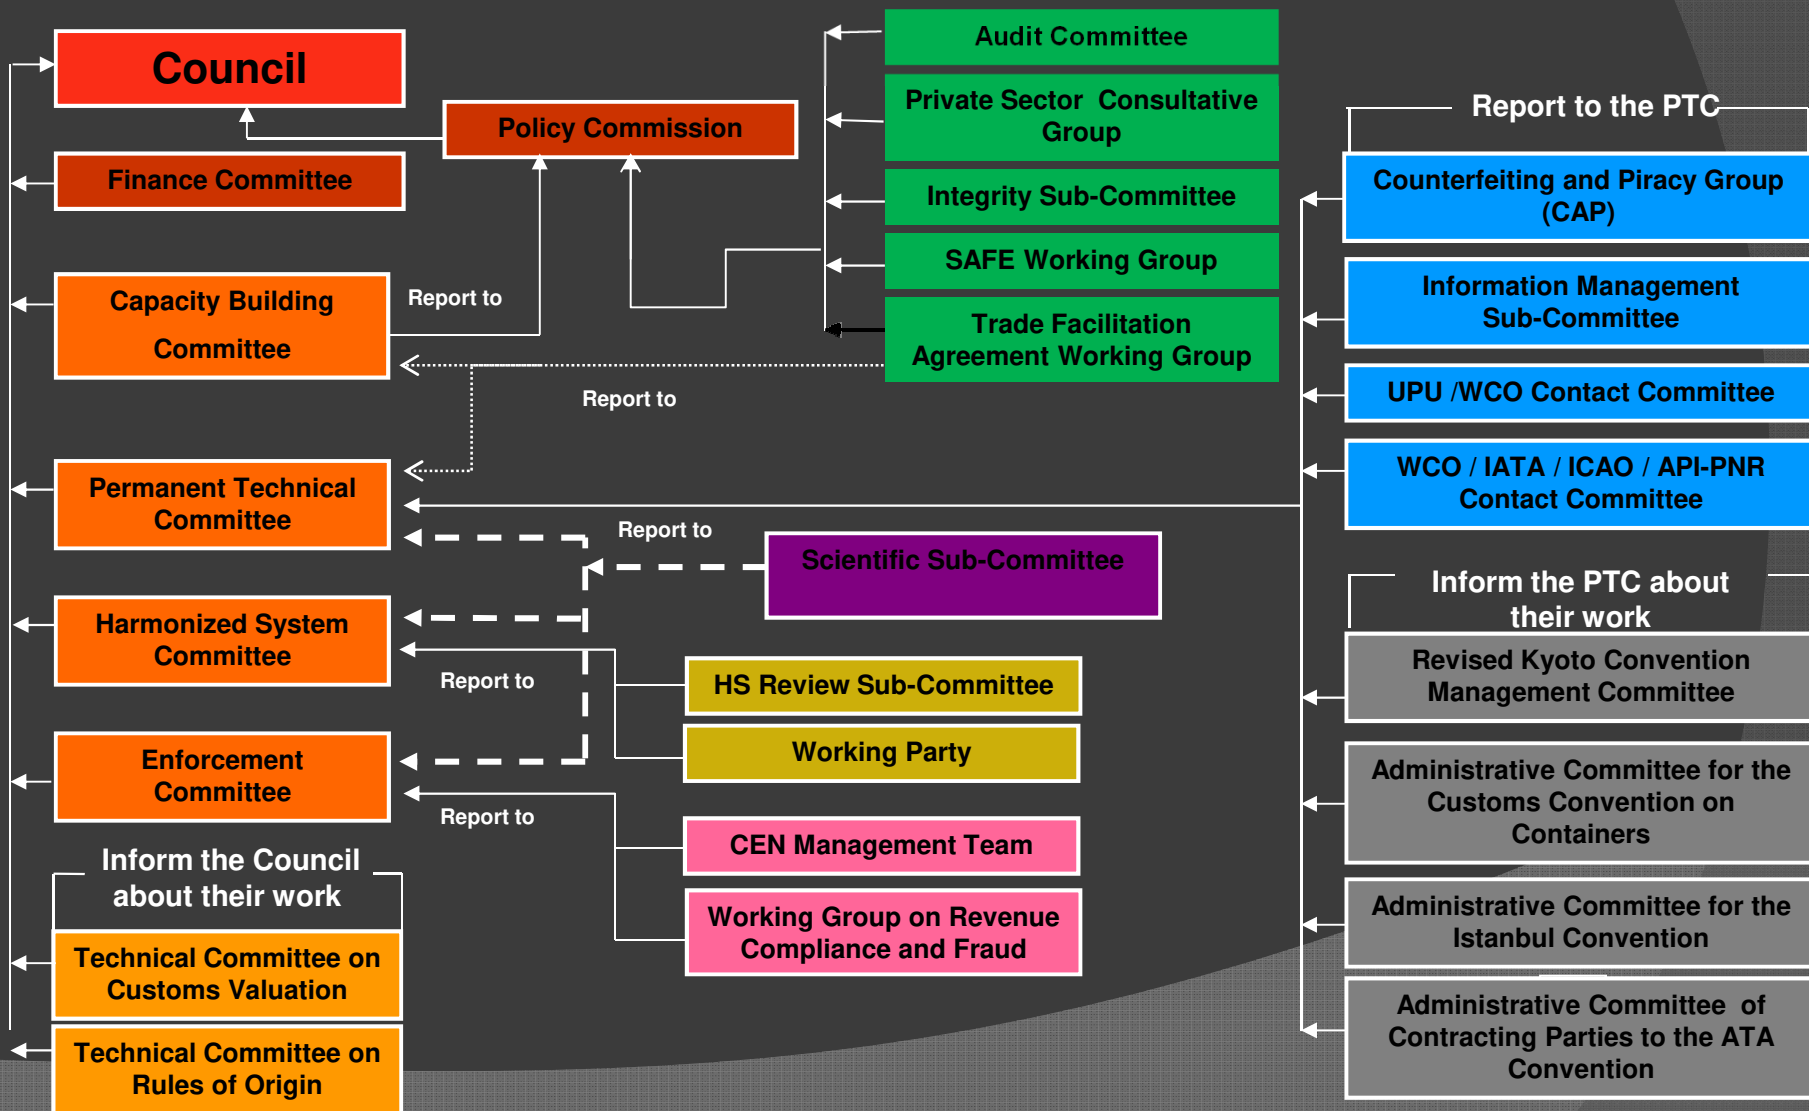 Council
Policy Commission
Finance Committee
Capacity Building
Committee
Report to
Report to
Permanent Technical
Committee
Report to
Harmonized System
Committee
Report to
Enforcement
Committee
Report to
Inform the Council
about their work
Technical Committee on
Customs Valuation
Technical Committee on
Rules of Origin
Audit Committee
Private Sector Consultative
Group
Integrity Sub-Committee
SAFE Working Group
Trade Facilitation
Agreement Working Group
Scientific Sub-Committee
HS Review Sub-Committee
Working Party
CEN Management Team
Working Group on Revenue
Compliance and Fraud
Report to the PTC
Counterfeiting and Piracy Group
(CAP)
Information Management
Sub-Committee
UPU /WCO Contact Committee
WCO / IATA / ICAO / API-PNR
Contact Committee
Inform the PTC about
their work
Revised Kyoto Convention
Management Committee
Administrative Committee for the
Customs Convention on
Containers
Administrative Committee for the
Istanbul Convention
Administrative Committee of
Contracting Parties to the ATA
Convention